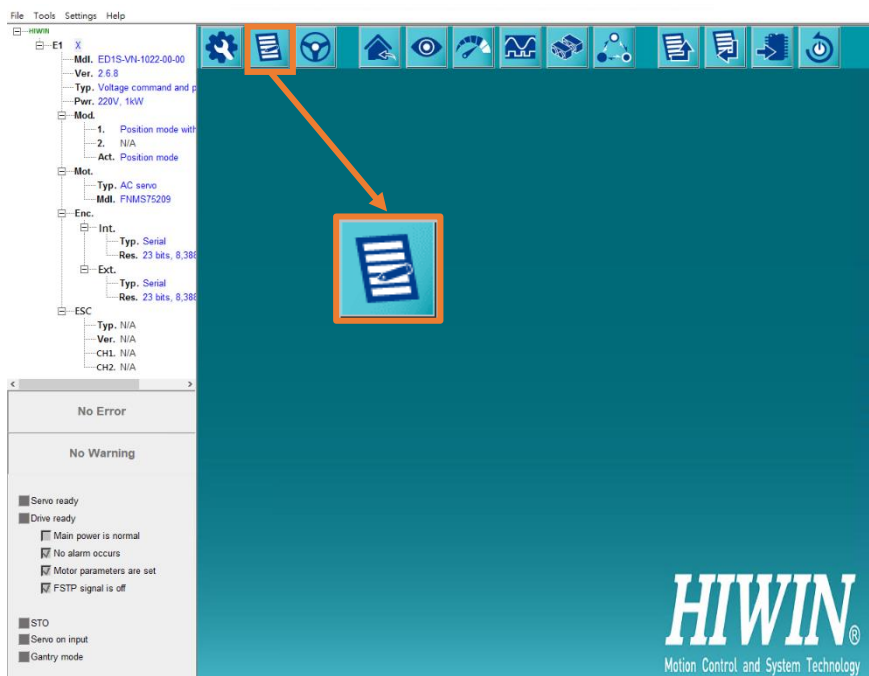 File Tools Settings Help
HIWIN
E1 X
Mdl. ED1S-VN-1022-00-00
Ver. 2.6.8
Typ. Voltage command and p
Pwr. 220V, 1kW
Mod.
1. Position mode with
2. N/A
Act. Position mode
Mot.
Typ. AC servo
Mdl. FNMS75209
Enc.
Int.
Typ. Serial
Res. 23 bits, 8,388
Ext.
Typ. Serial
Res. 23 bits, 8,388
ESC
Typ. N/A
Ver. N/A
CH1. N/A
CH2. N/A
No Error
No Warning
Servo ready
Drive ready
Main power is normal
No alarm occurs
Motor parameters are set
FSTP signal is off
STO
Servo on input
Gantry mode
HIWIN®
Motion Control and System Technology